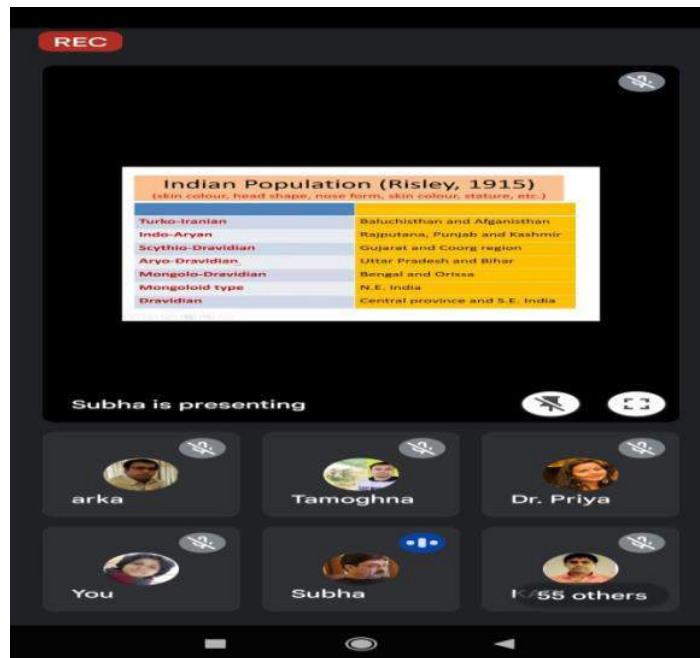 REC
Indian Population (Risley, 1915)
(skin colour, head shape, nose form, skin colour, stature, etc.)
Turko-Iranian Baluchisthan and Afganisthan
Indo-Aryan Rajputana, Punjab and Kashmir
Scythio-Dravidian Gujarat and Coorg region
Aryo-Dravidian Uttar Pradesh and Bihar
Mongolo-Dravidian Bengal and Orissa
Mongoloid type N.E. India
Dravidian Central province and S.E. India
Subha is presenting
arka Tamoghna Dr. Priya
You Subha 55 others